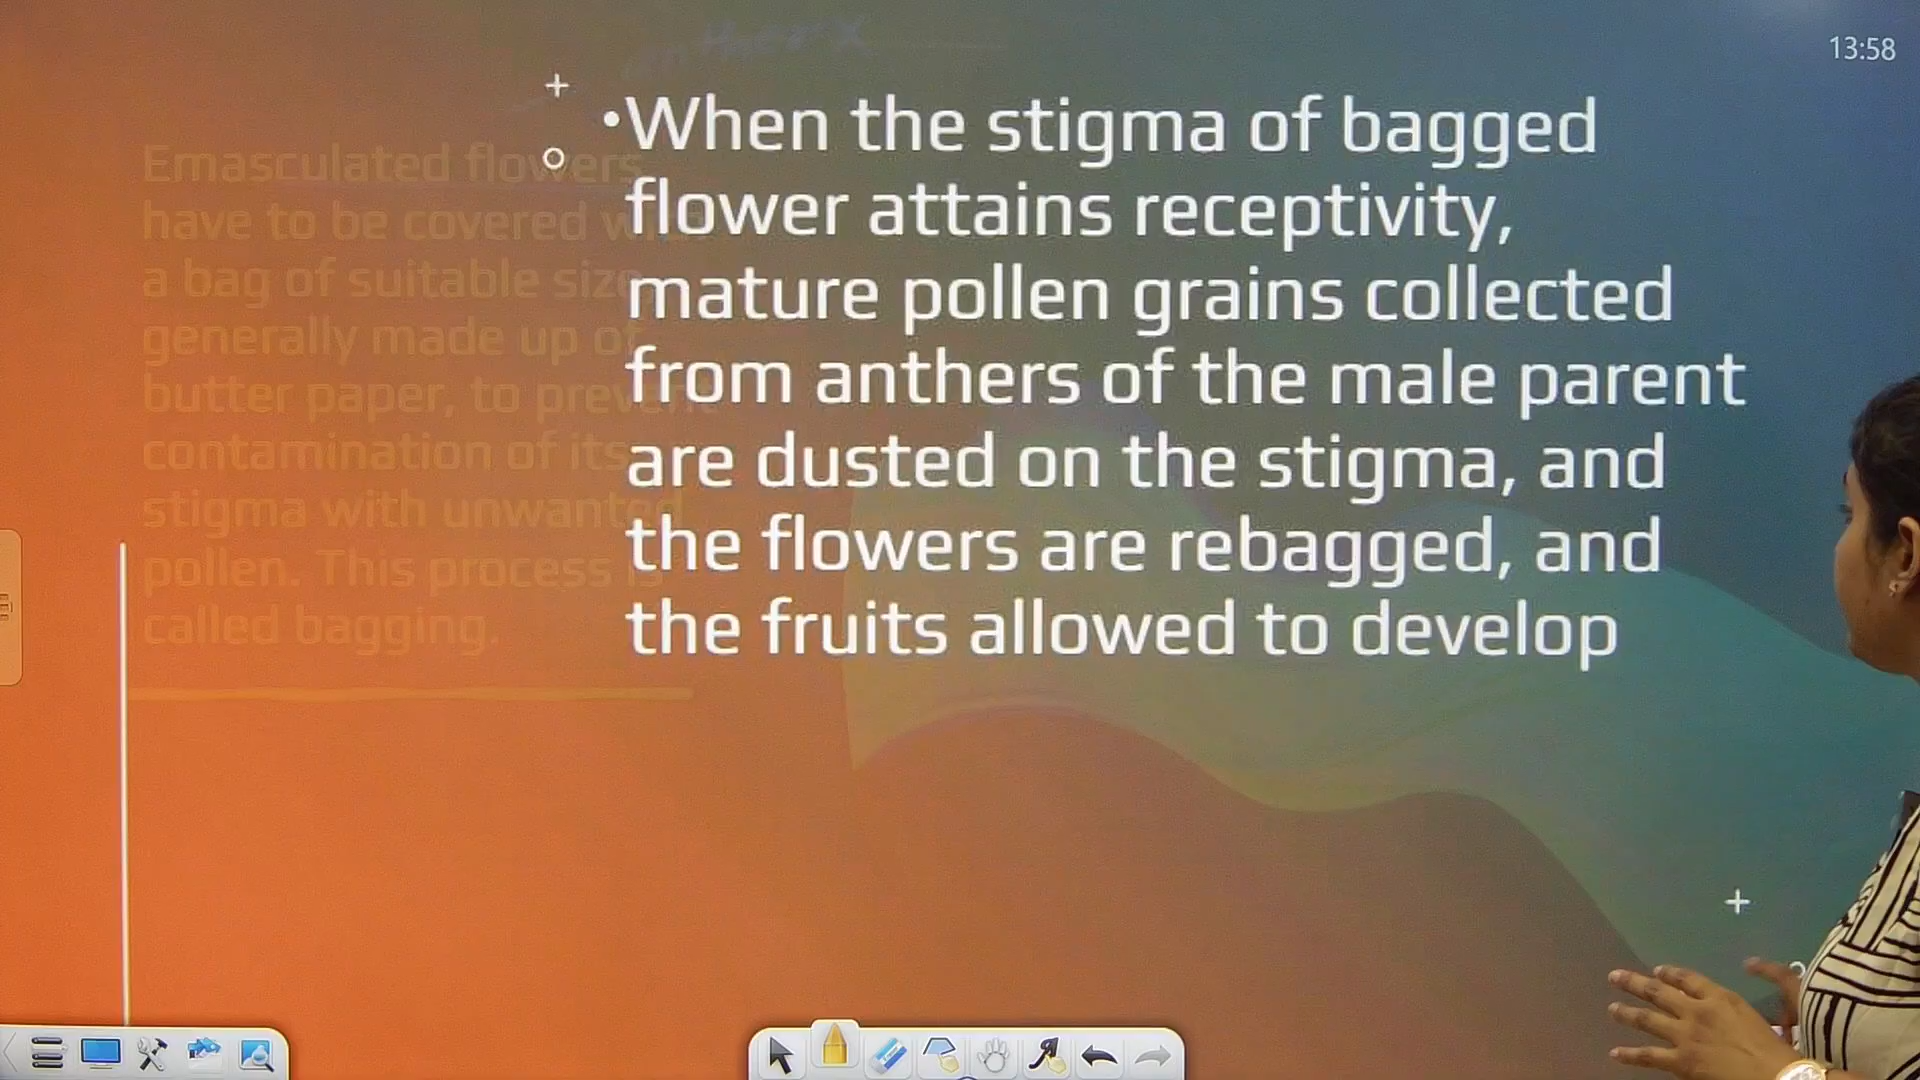 13:58
•When the stigma of bagged
flower attains receptivity,
mature pollen grains collected
from anthers of the male parent
are dusted on the stigma, and
the flowers are rebagged, and
the fruits allowed to develop
Emasculated flowers
have to be covered with
a bag of suitable size,
generally made up of
butter paper, to prevent
contamination of its
stigma with unwanted
pollen. This process is
called bagging.